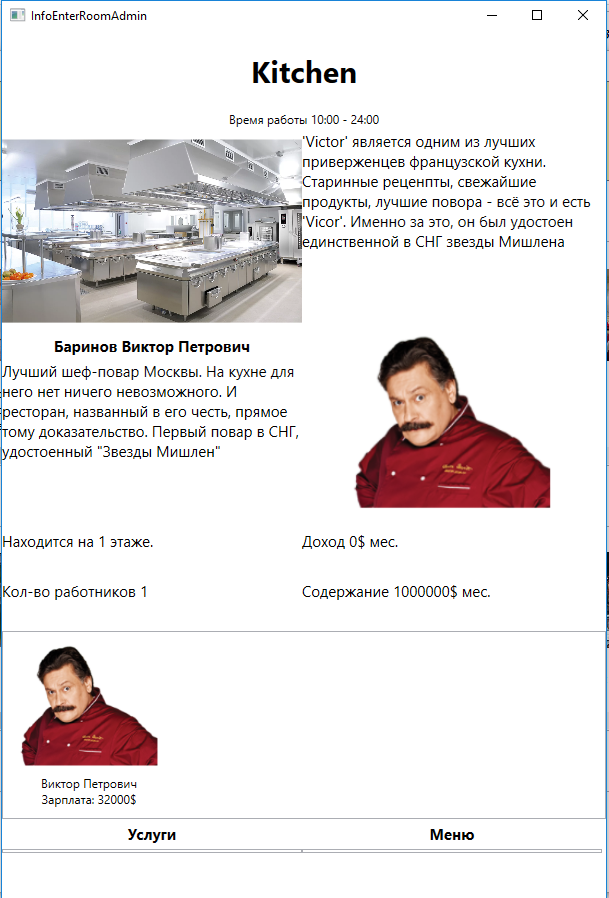 InfoEnterRoomAdmin
Kitchen
Время работы 10:00 - 24:00
'Victor' является одним из лучших
приверженцев французской кухни.
Старинные рецепнты, свежайшие
продукты, лучшие повора - всё это и есть
'Vicor'. Именно за это, он был удостоен
единственной в СНГ звезды Мишлена
Баринов Виктор Петрович
Лучший шеф-повар Москвы. На кухне для
него нет ничего невозможного. И
ресторан, названный в его честь, прямое
тому доказательство. Первый повар в СНГ,
удостоенный "Звезды Мишлен"
Находится на 1 этаже.
Доход 0$ мес.
Кол-во работников 1
Содержание 1000000$ мес.
Виктор Петрович
Зарплата: 32000$
Услуги
Меню